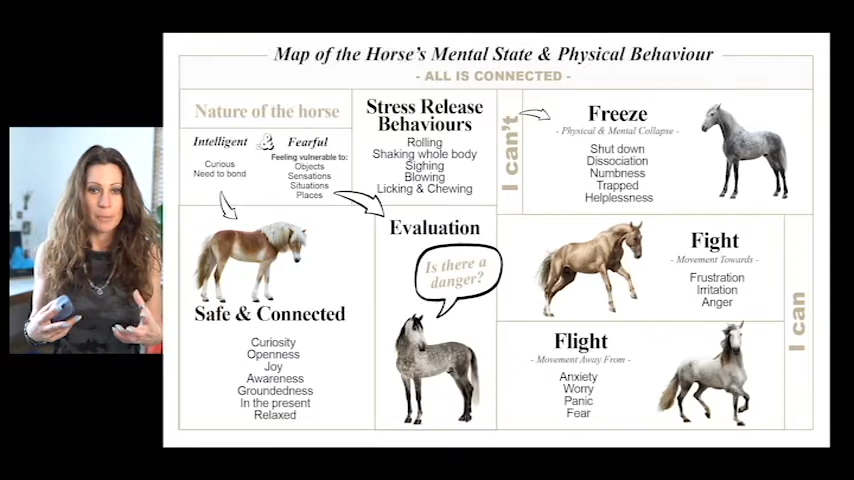 Map of the Horse's Mental State & Physical Behaviour
- ALL IS CONNECTED -
Nature of the horse
Intelligent & Fearful
Curious
Need to bond
Feeling vulnerable to:
Objects
Sensations
Situations
Places
Stress Release
Behaviours
Rolling
Shaking whole body
Sighing
Blowing
Licking & Chewing
I can't
Freeze
- Physical & Mental Collapse -
Shut down
Dissociation
Numbness
Trapped
Helplessness
Safe & Connected
Curiosity
Openness
Joy
Awareness
Groundedness
In the present
Relaxed
Evaluation
Is there a
danger?
Fight
- Movement Towards -
Frustration
Irritation
Anger
Flight
- Movement Away From -
Anxiety
Worry
Panic
Fear
I can